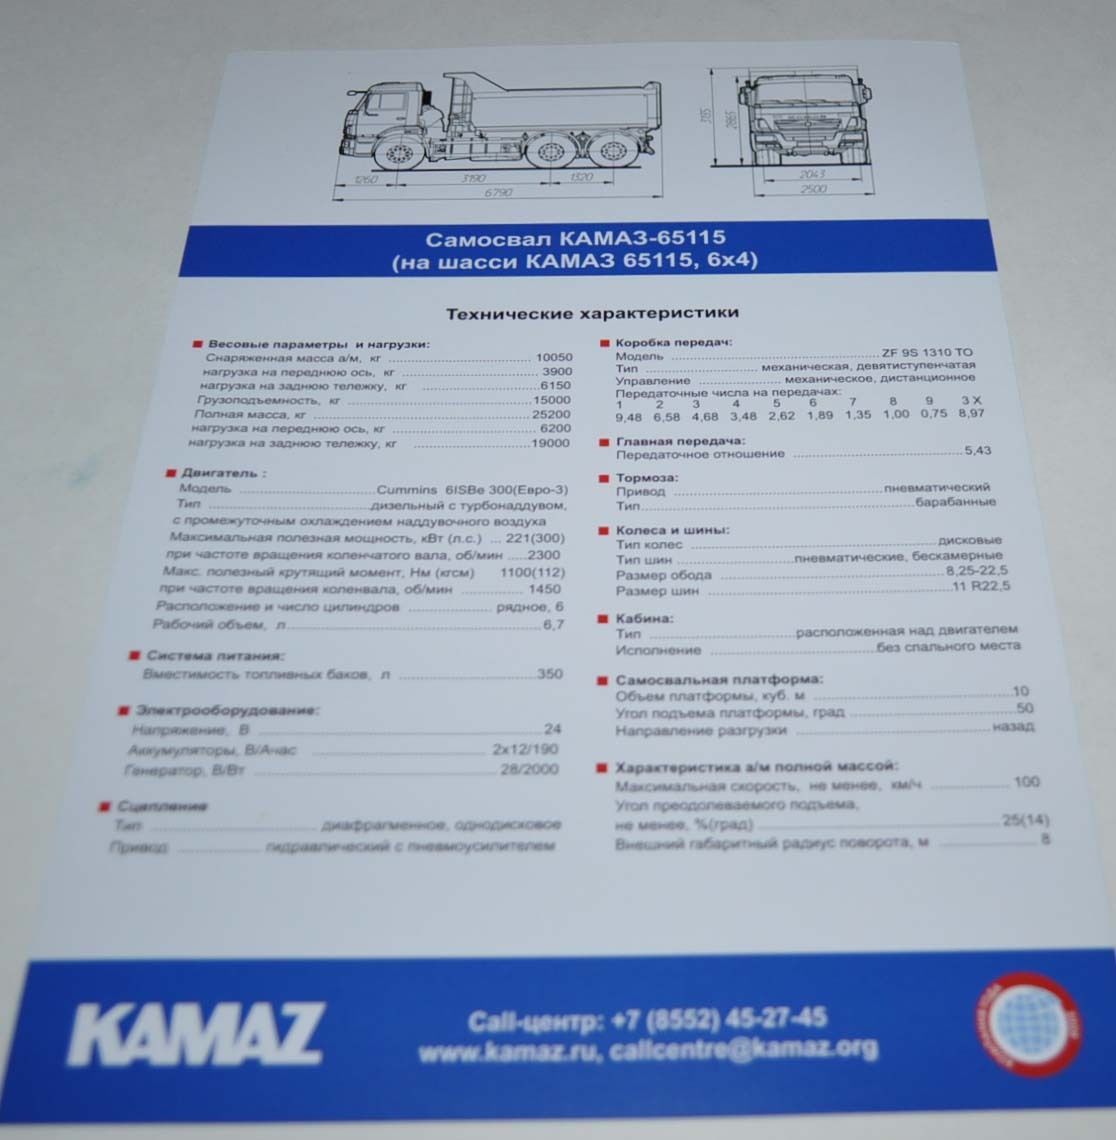 3185
2865
1260
3190
1320
6790
2043
2500
Самосвал КАМАЗ-65115
(на шасси КАМАЗ 65115, 6x4)
Технические характеристики
Весовые параметры и нагрузки:
Снаряженная масса а/м, кг 10050
нагрузка на переднюю ось, кг 3900
нагрузка на заднюю тележку, кг 6150
Грузоподъемность, кг 15000
Полная масса, кг 25200
нагрузка на переднюю ось, кг 6200
нагрузка на заднюю тележку, кг 19000
Двигатель :
Модель Cummins 6ISBe 300(Евро-3)
Тип дизельный с турбонаддувом,
с промежуточным охлаждением наддувочного воздуха
Максимальная полезная мощность, кВт (л.с.) ... 221(300)
при частоте вращения коленчатого вала, об/мин .....2300
Макс. полезный крутящий момент, Нм (кгсм) 1100(112)
при частоте вращения коленвала, об/мин 1450
Расположение и число цилиндров рядное, 6
Рабочий объем, л 6,7
Система питания:
Вместимость топливных баков, л 350
Электрооборудование:
Напряжение, В 24
Аккумуляторы, В/Ачас 2x12/190
Генератор, В/Вт 28/2000
Сцепление
Тип диафрагменное, однодисковое
Привод гидравлический с пневмоусилителем
Коробка передач:
Модель ZF 9S 1310 TO
Тип механическая, девятиступенчатая
Управление механическое, дистанционное
Передаточные числа на передачах:
1 2 3 4 5 6 7 8 9 3 X
9,48 6,58 4,68 3,48 2,62 1,89 1,35 1,00 0,75 8,97
Главная передача:
Передаточное отношение 5,43
Тормоза:
Привод пневматический
Тип барабанные
Колеса и шины:
Тип колес дисковые
Тип шин пневматические, бескамерные
Размер обода 8,25-22,5
Размер шин 11 R22,5
Кабина:
Тип расположенная над двигателем
Исполнение без спального места
Самосвальная платформа:
Объем платформы, куб. м 10
Угол подъема платформы, град 50
Направление разгрузки назад
Характеристика а/м полной массой:
Максимальная скорость, не менее, км/ч 100
Угол преодолеваемого подъема,
не менее, %(град) 25(14)
Внешний габаритный радиус поворота, м 8
KAMAZ
Call-центр: +7 (8552) 45-27-45
www.kamaz.ru, callcentre@kamaz.org